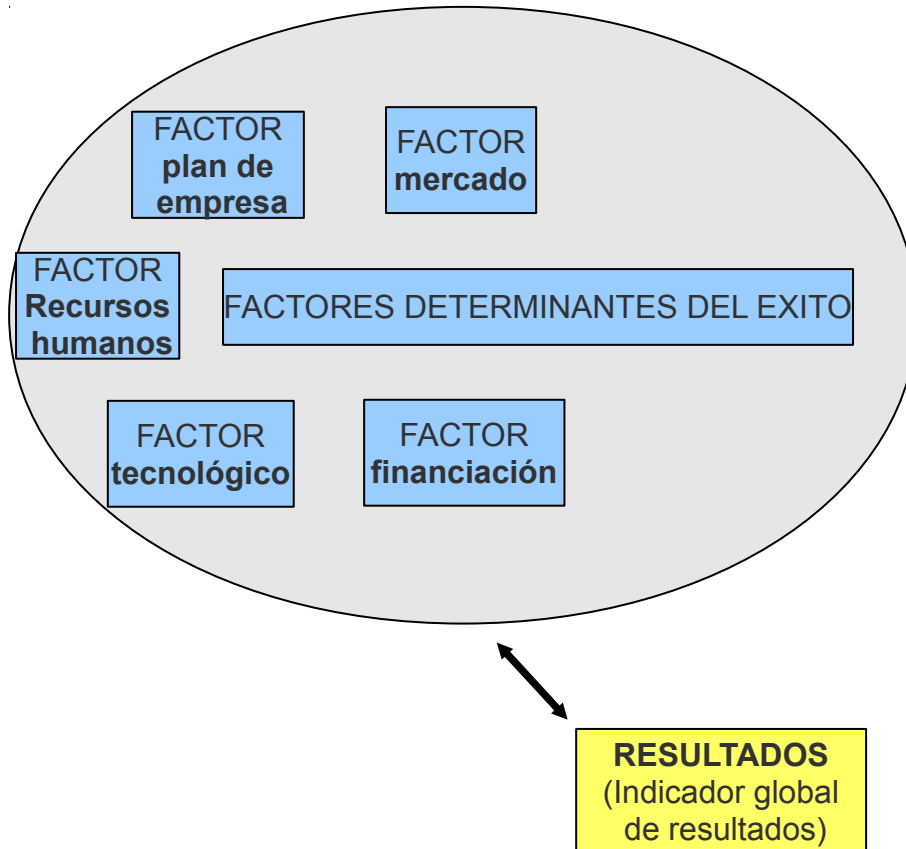 FACTOR
plan de
empresa
FACTOR
mercado
FACTOR
Recursos
humanos
FACTORES DETERMINANTES DEL EXITO
FACTOR
tecnológico
FACTOR
financiación
RESULTADOS
(Indicador global
de resultados)